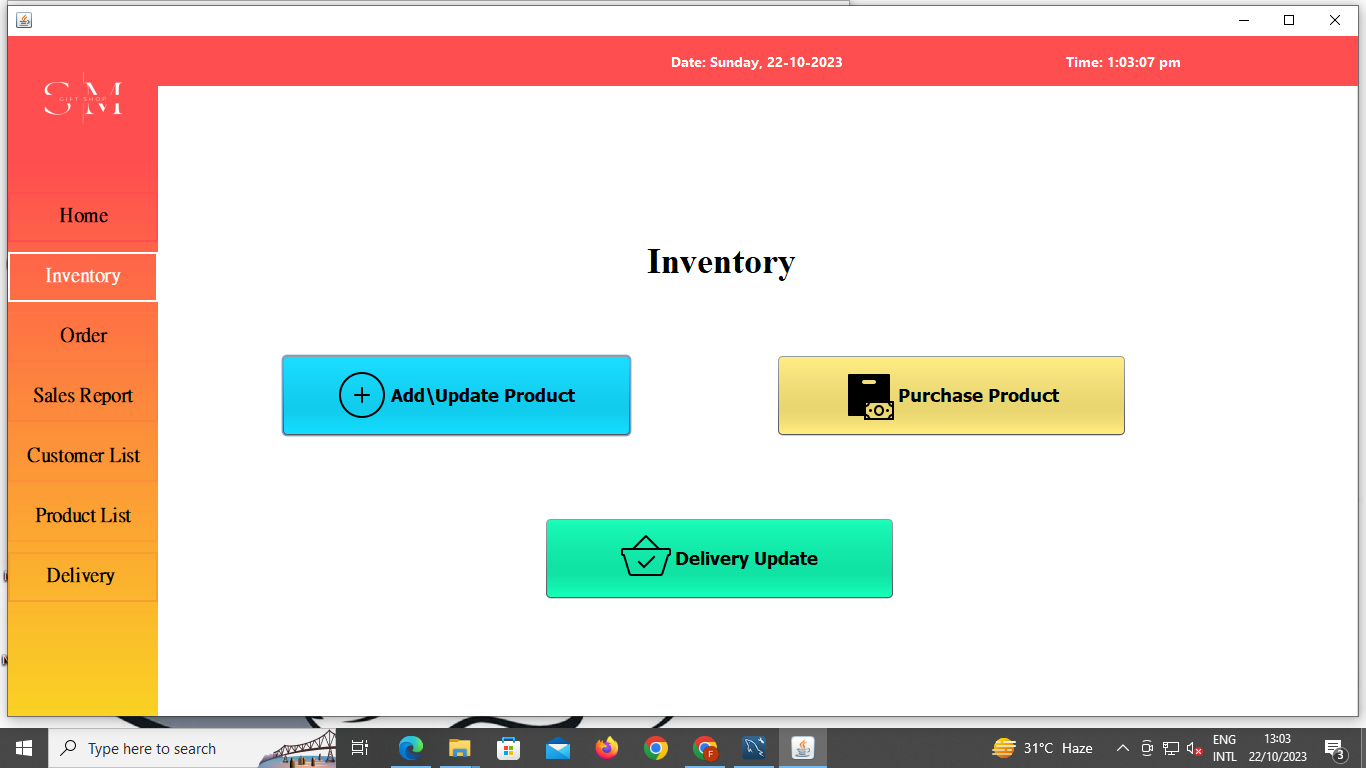 Date: Sunday, 22-10-2023
Time: 1:03:07 pm
SM
GIFT SHOP
Home
Inventory
Order
Sales Report
Customer List
Product List
Delivery
Inventory
Add\Update Product
Purchase Product
Delivery Update
Type here to search
31°C Haze
ENG
INTL
13:03
22/10/2023
3